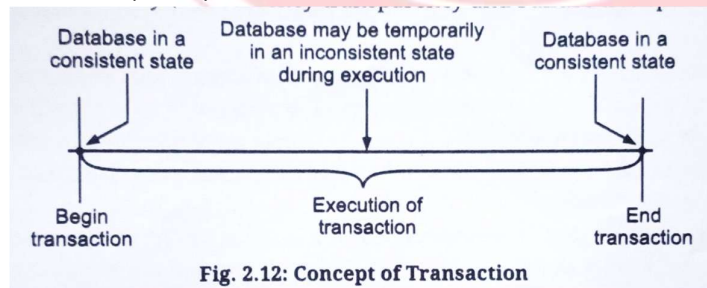 Database in a
consistent state
Database may be temporarily
in an inconsistent state
during execution
Database in a
consistent state
Begin
transaction
Execution of
transaction
End
transaction
Fig. 2.12: Concept of Transaction